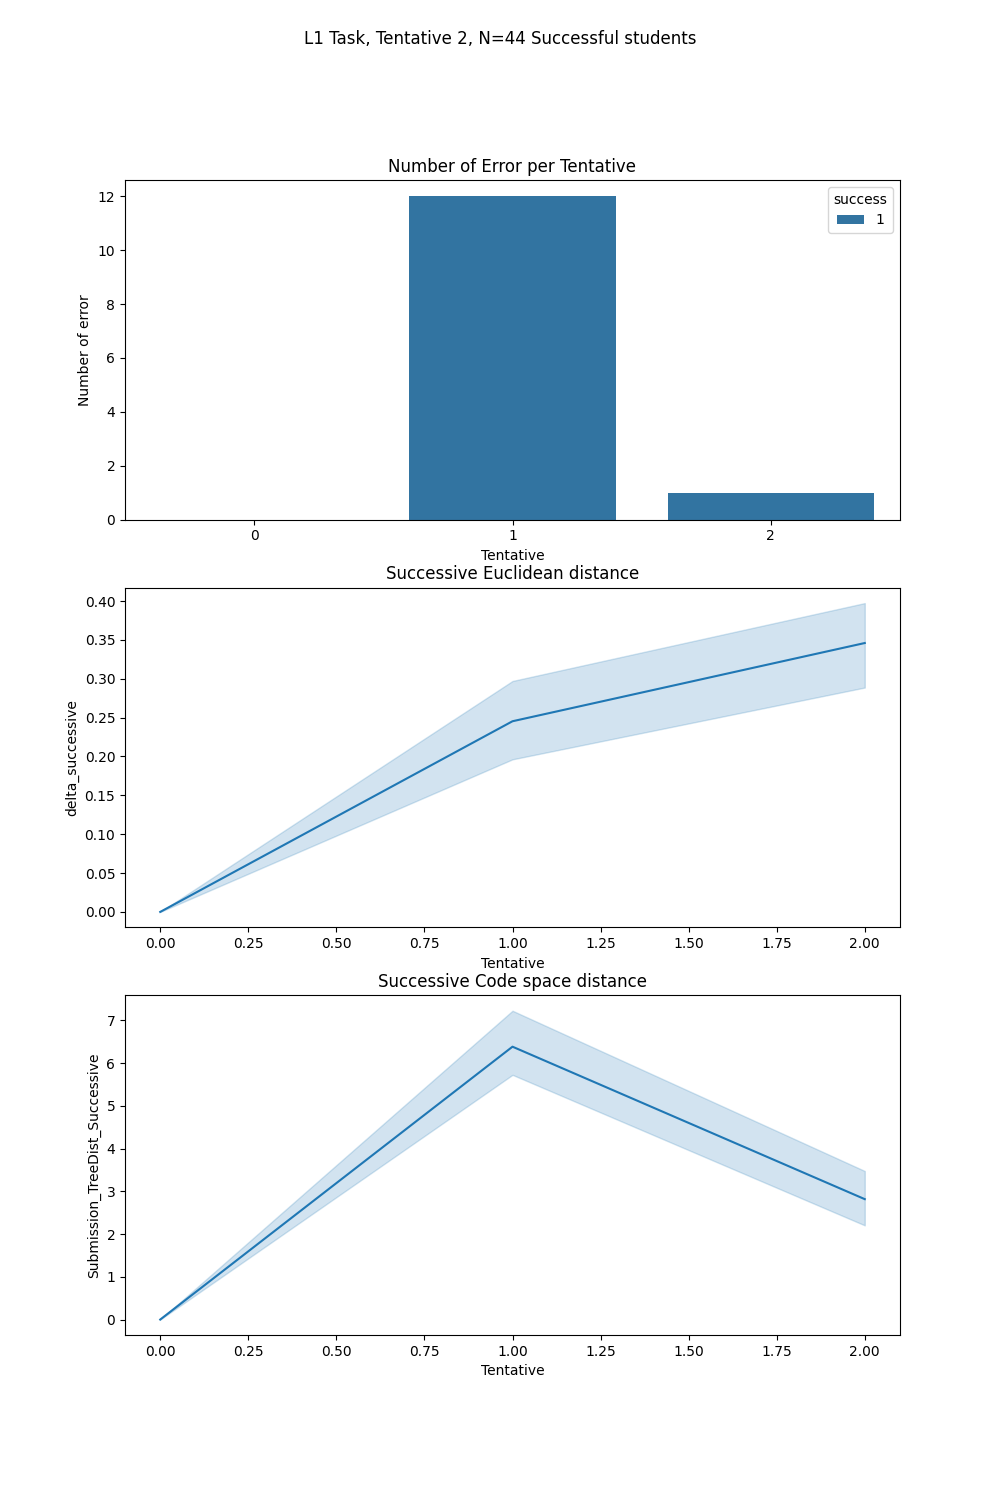 L1 Task, Tentative 2, N=44 Successful students
Number of Error per Tentative
12
10
8
6
4
2
0
Number of error
success
1
0 1 2
Tentative
Successive Euclidean distance
0.40
0.35
0.30
0.25
0.20
0.15
0.10
0.05
0.00
delta_successive
0.00 0.25 0.50 0.75 1.00 1.25 1.50 1.75 2.00
Tentative
Successive Code space distance
7
6
5
4
3
2
1
0
Submission_TreeDist_Successive
0.00 0.25 0.50 0.75 1.00 1.25 1.50 1.75 2.00
Tentative